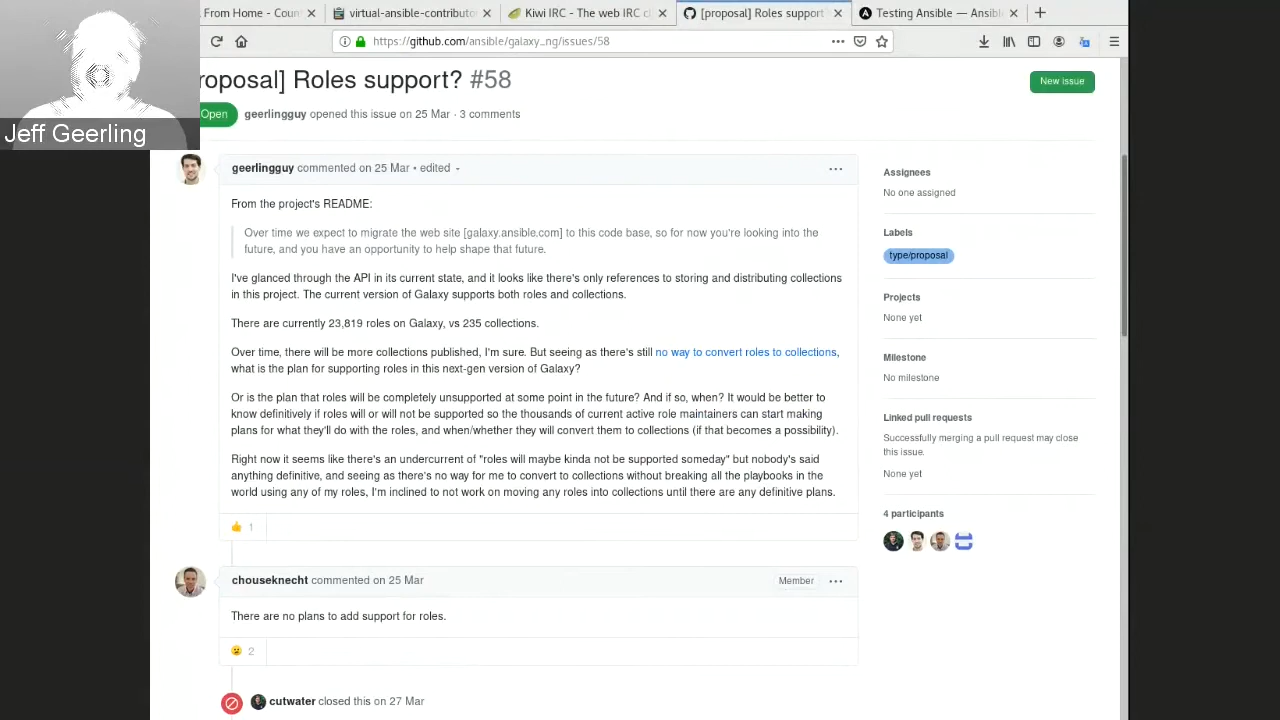 From Home - Coun
virtual-ansible-contributo
Kiwi IRC - The web IRC cl
[proposal] Roles support
Testing Ansible — Ansibl
https://github.com/ansible/galaxy_ng/issues/58
roposal] Roles support? #58
New issue
Open
geerlingguy opened this issue on 25 Mar · 3 comments
Jeff Geerling
geerlingguy commented on 25 Mar • edited
From the project's README:
Over time we expect to migrate the web site [galaxy.ansible.com] to this code base, so for now you're looking into the
future, and you have an opportunity to help shape that future.
I've glanced through the API in its current state, and it looks like there's only references to storing and distributing collections
in this project. The current version of Galaxy supports both roles and collections.
There are currently 23,819 roles on Galaxy, vs 235 collections.
Over time, there will be more collections published, I'm sure. But seeing as there's still no way to convert roles to collections,
what is the plan for supporting roles in this next-gen version of Galaxy?
Or is the plan that roles will be completely unsupported at some point in the future? And if so, when? It would be better to
know definitively if roles will or will not be supported so the thousands of current active role maintainers can start making
plans for what they'll do with the roles, and when/whether they will convert them to collections (if that becomes a possibility).
Right now it seems like there's an undercurrent of "roles will maybe kinda not be supported someday" but nobody's said
anything definitive, and seeing as there's no way for me to convert to collections without breaking all the playbooks in the
world using any of my roles, I'm inclined to not work on moving any roles into collections until there are any definitive plans.
1
chouseknecht commented on 25 Mar
Member
There are no plans to add support for roles.
2
cutwater closed this on 27 Mar
Assignees
No one assigned
Labels
type/proposal
Projects
None yet
Milestone
No milestone
Linked pull requests
Successfully merging a pull request may close
this issue.
None yet
4 participants